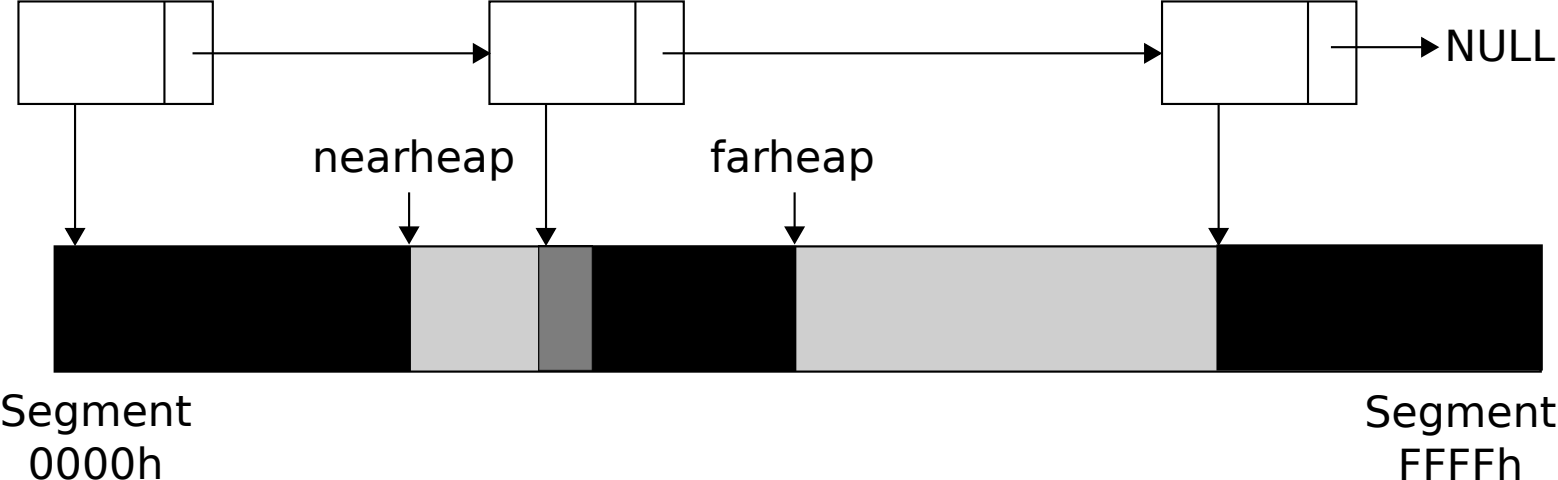 NULL
nearheap
farheap
Segment
0000h
Segment
FFFFh